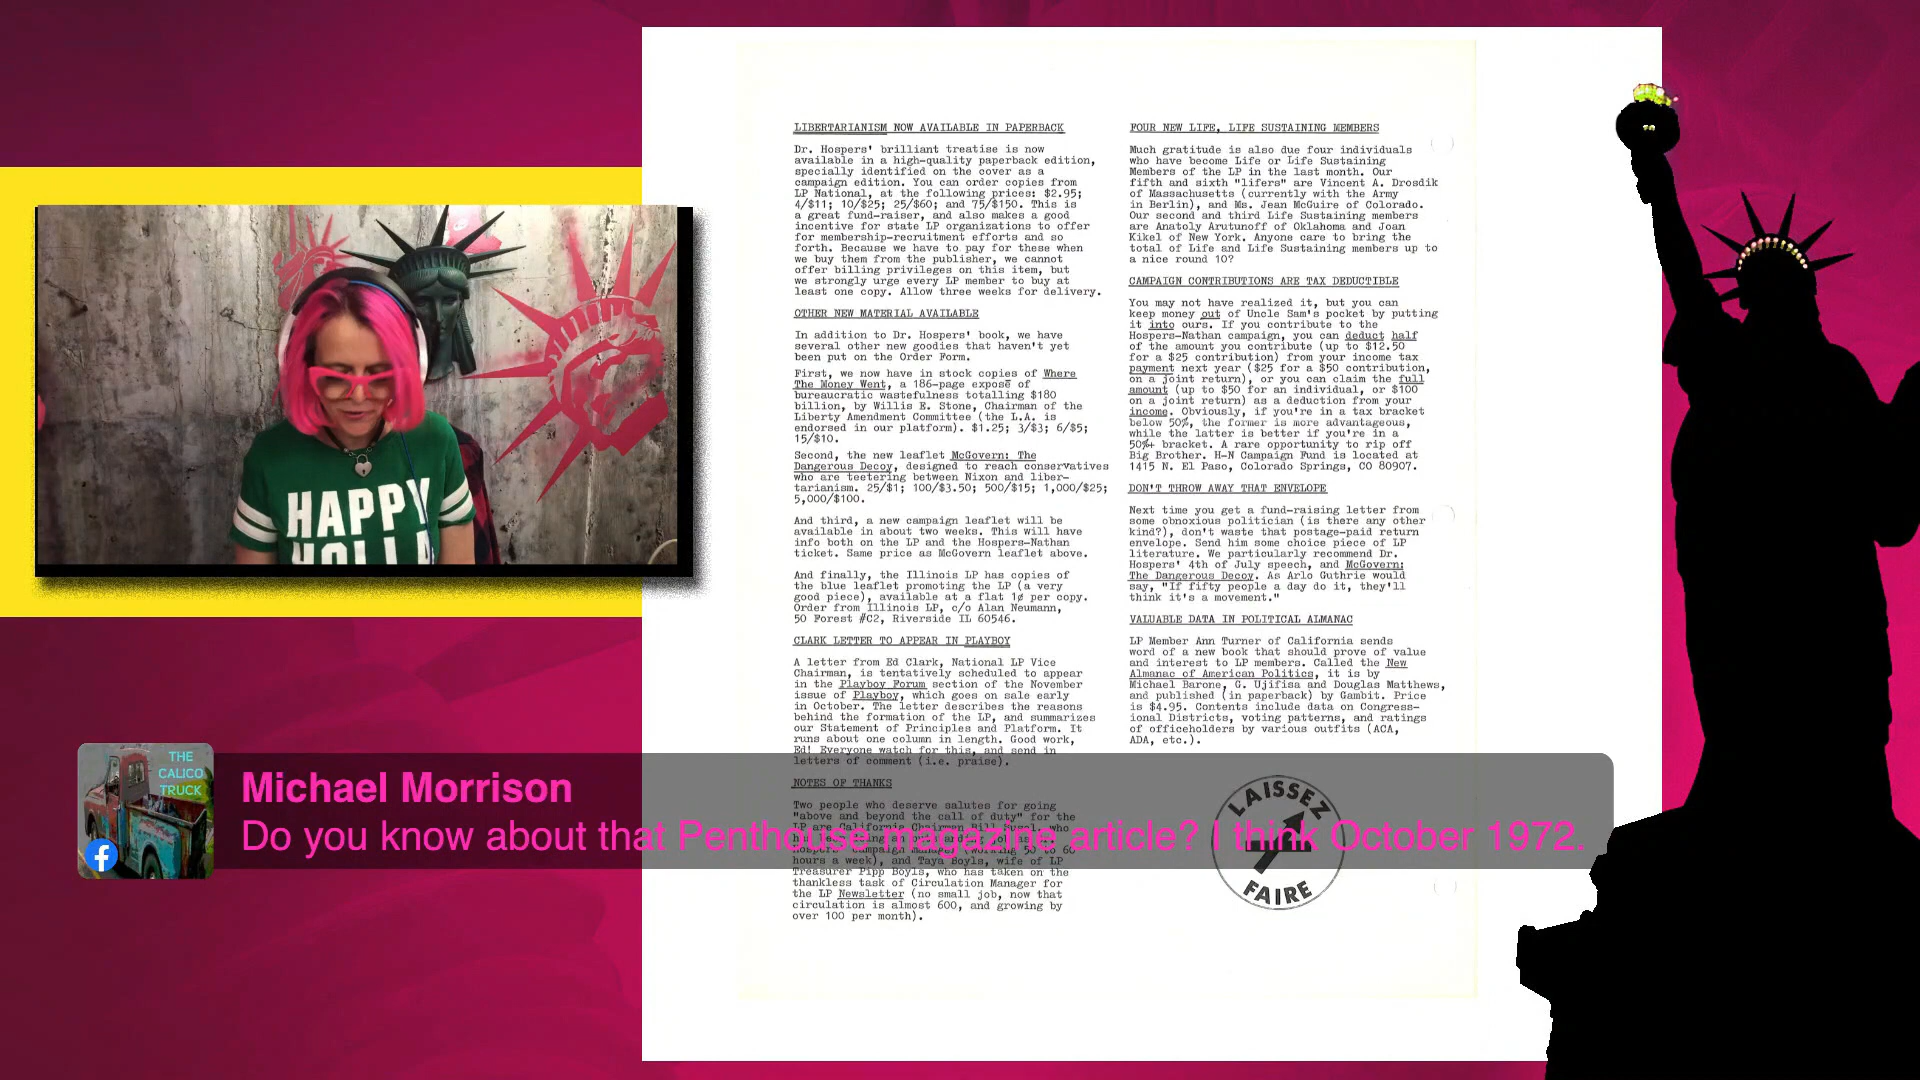 LIBERTARIANISM NOW AVAILABLE IN PAPERBACK
Dr. Hospers' brilliant treatise is now
available in a high-quality paperback edition,
specially identified on the cover as a
campaign edition. You can order copies from
LP National, at the following prices: $2.95;
4/$11; 10/$25; 25/$60; and 75/$150. This is
a great fund-raiser, and also makes a good
incentive for state LP organizations to offer
for membership-recruitment efforts and so
forth. Because we have to pay for these when
we buy them from the publisher, we cannot
offer billing privileges on this item, but
we strongly urge every LP member to buy at
least one copy. Allow three weeks for delivery.
OTHER NEW MATERIAL AVAILABLE
In addition to Dr. Hospers' book, we have
several other new goodies that haven't yet
been put on the Order Form.
First, we now have in stock copies of Where
The Money Went, a 186-page exposé of
bureaucratic wastefulness totalling $180
billion, by Willis E. Stone, Chairman of the
Liberty Amendment Committee (the L.A. is
endorsed in our platform). $1.25; 3/$3; 6/$5;
15/$10.
Second, the new leaflet McGovern: The
Dangerous Decoy, designed to reach conservatives
who are teetering between Nixon and liber-
tarianism. 25/$1; 100/$3.50; 500/$15; 1,000/$25;
5,000/$100.
And third, a new campaign leaflet will be
available in about two weeks. This will have
info both on the LP and the Hospers-Nathan
ticket. Same price as McGovern leaflet above.
And finally, the Illinois LP has copies of
the blue leaflet promoting the LP (a very
good piece), available at a flat 1¢ per copy.
Order from Illinois LP, c/o Alan Neumann,
50 Forest #C2, Riverside IL 60546.
CLARK LETTER TO APPEAR IN PLAYBOY
A letter from Ed Clark, National LP Vice
Chairman, is tentatively scheduled to appear
in the Playboy Forum section of the November
issue of Playboy, which goes on sale early
in October. The letter describes the reasons
behind the formation of the LP, and summarizes
our Statement of Principles and Platform. It
runs about one column in length. Good work,
Ed! Everyone watch for this, and send in
letters of comment (i.e. praise).
NOTES OF THANKS
Two people who deserve salutes for going
"above and beyond the call of duty" for the
LP are California Chairman Bill Susel, who
campaign manager (working 50 to 60
hours a week), and Taya Boyls, wife of LP
Treasurer Pipp Boyls, who has taken on the
thankless task of Circulation Manager for
the LP Newsletter (no small job, now that
circulation is almost 600, and growing by
over 100 per month).
FOUR NEW LIFE, LIFE SUSTAINING MEMBERS
Much gratitude is also due four individuals
who have become Life or Life Sustaining
Members of the LP in the last month. Our
fifth and sixth "lifers" are Vincent A. Drosdik
of Massachusetts (currently with the Army
in Berlin), and Ms. Jean McGuire of Colorado.
Our second and third Life Sustaining members
are Anatoly Arutunoff of Oklahoma and Joan
Kikel of New York. Anyone care to bring the
total of Life and Life Sustaining members up to
a nice round 10?
CAMPAIGN CONTRIBUTIONS ARE TAX DEDUCTIBLE
You may not have realized it, but you can
keep money out of Uncle Sam's pocket by putting
it into ours. If you contribute to the
Hospers-Nathan campaign, you can deduct half
of the amount you contribute (up to $12.50
for a $25 contribution) from your income tax
payment next year ($25 for a $50 contribution,
on a joint return), or you can claim the full
amount (up to $50 for an individual, or $100
on a joint return) as a deduction from your
income. Obviously, if you're in a tax bracket
below 50%, the former is more advantageous,
while the latter is better if you're in a
50%+ bracket. A rare opportunity to rip off
Big Brother. H-N Campaign Fund is located at
1415 N. El Paso, Colorado Springs, CO 80907.
DON'T THROW AWAY THAT ENVELOPE
Next time you get a fund-raising letter from
some obnoxious politician (is there any other
kind?), don't waste that postage-paid return
envelope. Send him some choice piece of LP
literature. We particularly recommend Dr.
Hospers' 4th of July speech, and McGovern:
The Dangerous Decoy. As Arlo Guthrie would
say, "If fifty people a day do it, they'll
think it's a movement."
VALUABLE DATA IN POLITICAL ALMANAC
LP Member Ann Turner of California sends
word of a new book that should prove of value
and interest to LP members. Called the New
Almanac of American Politics, it is by
Michael Barone, G. Ujifisa and Douglas Matthews,
and published (in paperback) by Gambit. Price
is $4.95. Contents include data on Congress-
ional Districts, voting patterns, and ratings
of officeholders by various outfits (ACA,
ADA, etc.).
LAISSEZ
FAIRE
HAPPY
THE
CALICO
TRUCK
Michael Morrison
Do you know about that Penthouse magazine article? I think October 1972.